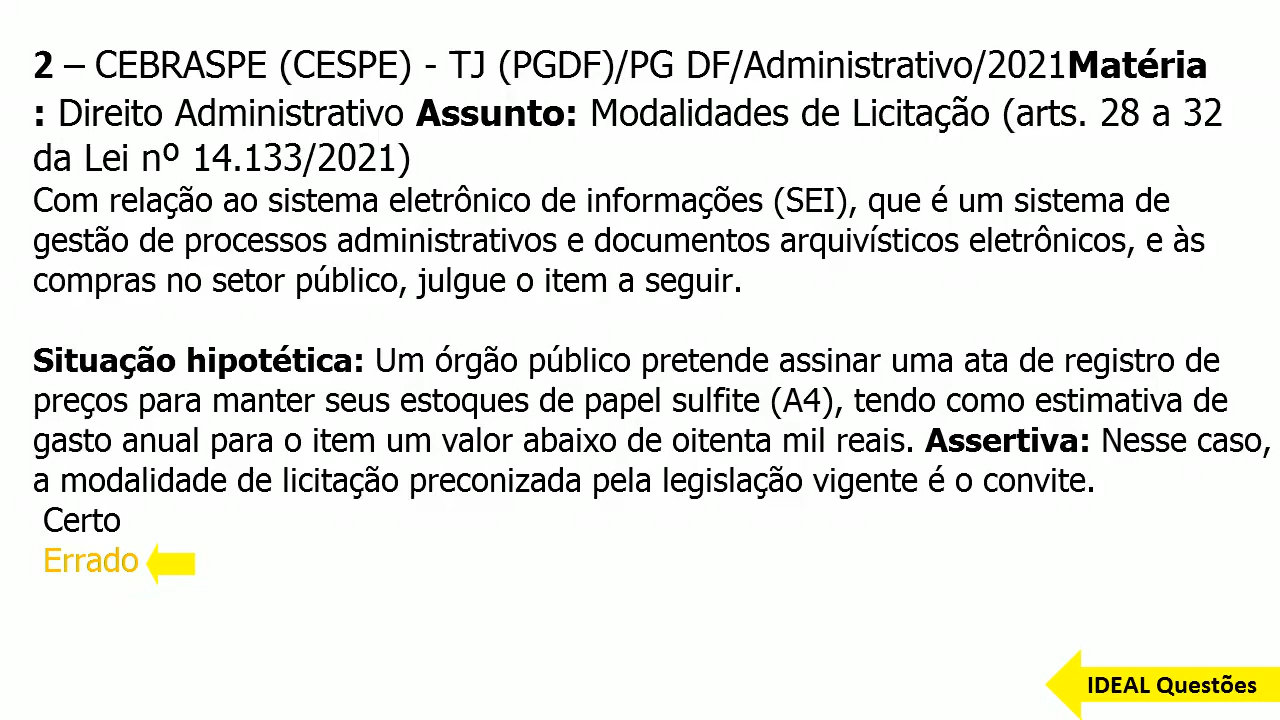 2 – CEBRASPE (CESPE) - TJ (PGDF)/PG DF/Administrativo/2021Matéria
: Direito Administrativo Assunto: Modalidades de Licitação (arts. 28 a 32
da Lei nº 14.133/2021)
Com relação ao sistema eletrônico de informações (SEI), que é um sistema de
gestão de processos administrativos e documentos arquivísticos eletrônicos, e às
compras no setor público, julgue o item a seguir.
Situação hipotética: Um órgão público pretende assinar uma ata de registro de
preços para manter seus estoques de papel sulfite (A4), tendo como estimativa de
gasto anual para o item um valor abaixo de oitenta mil reais. Assertiva: Nesse caso,
a modalidade de licitação preconizada pela legislação vigente é o convite.
Certo
Errado
IDEAL Questões